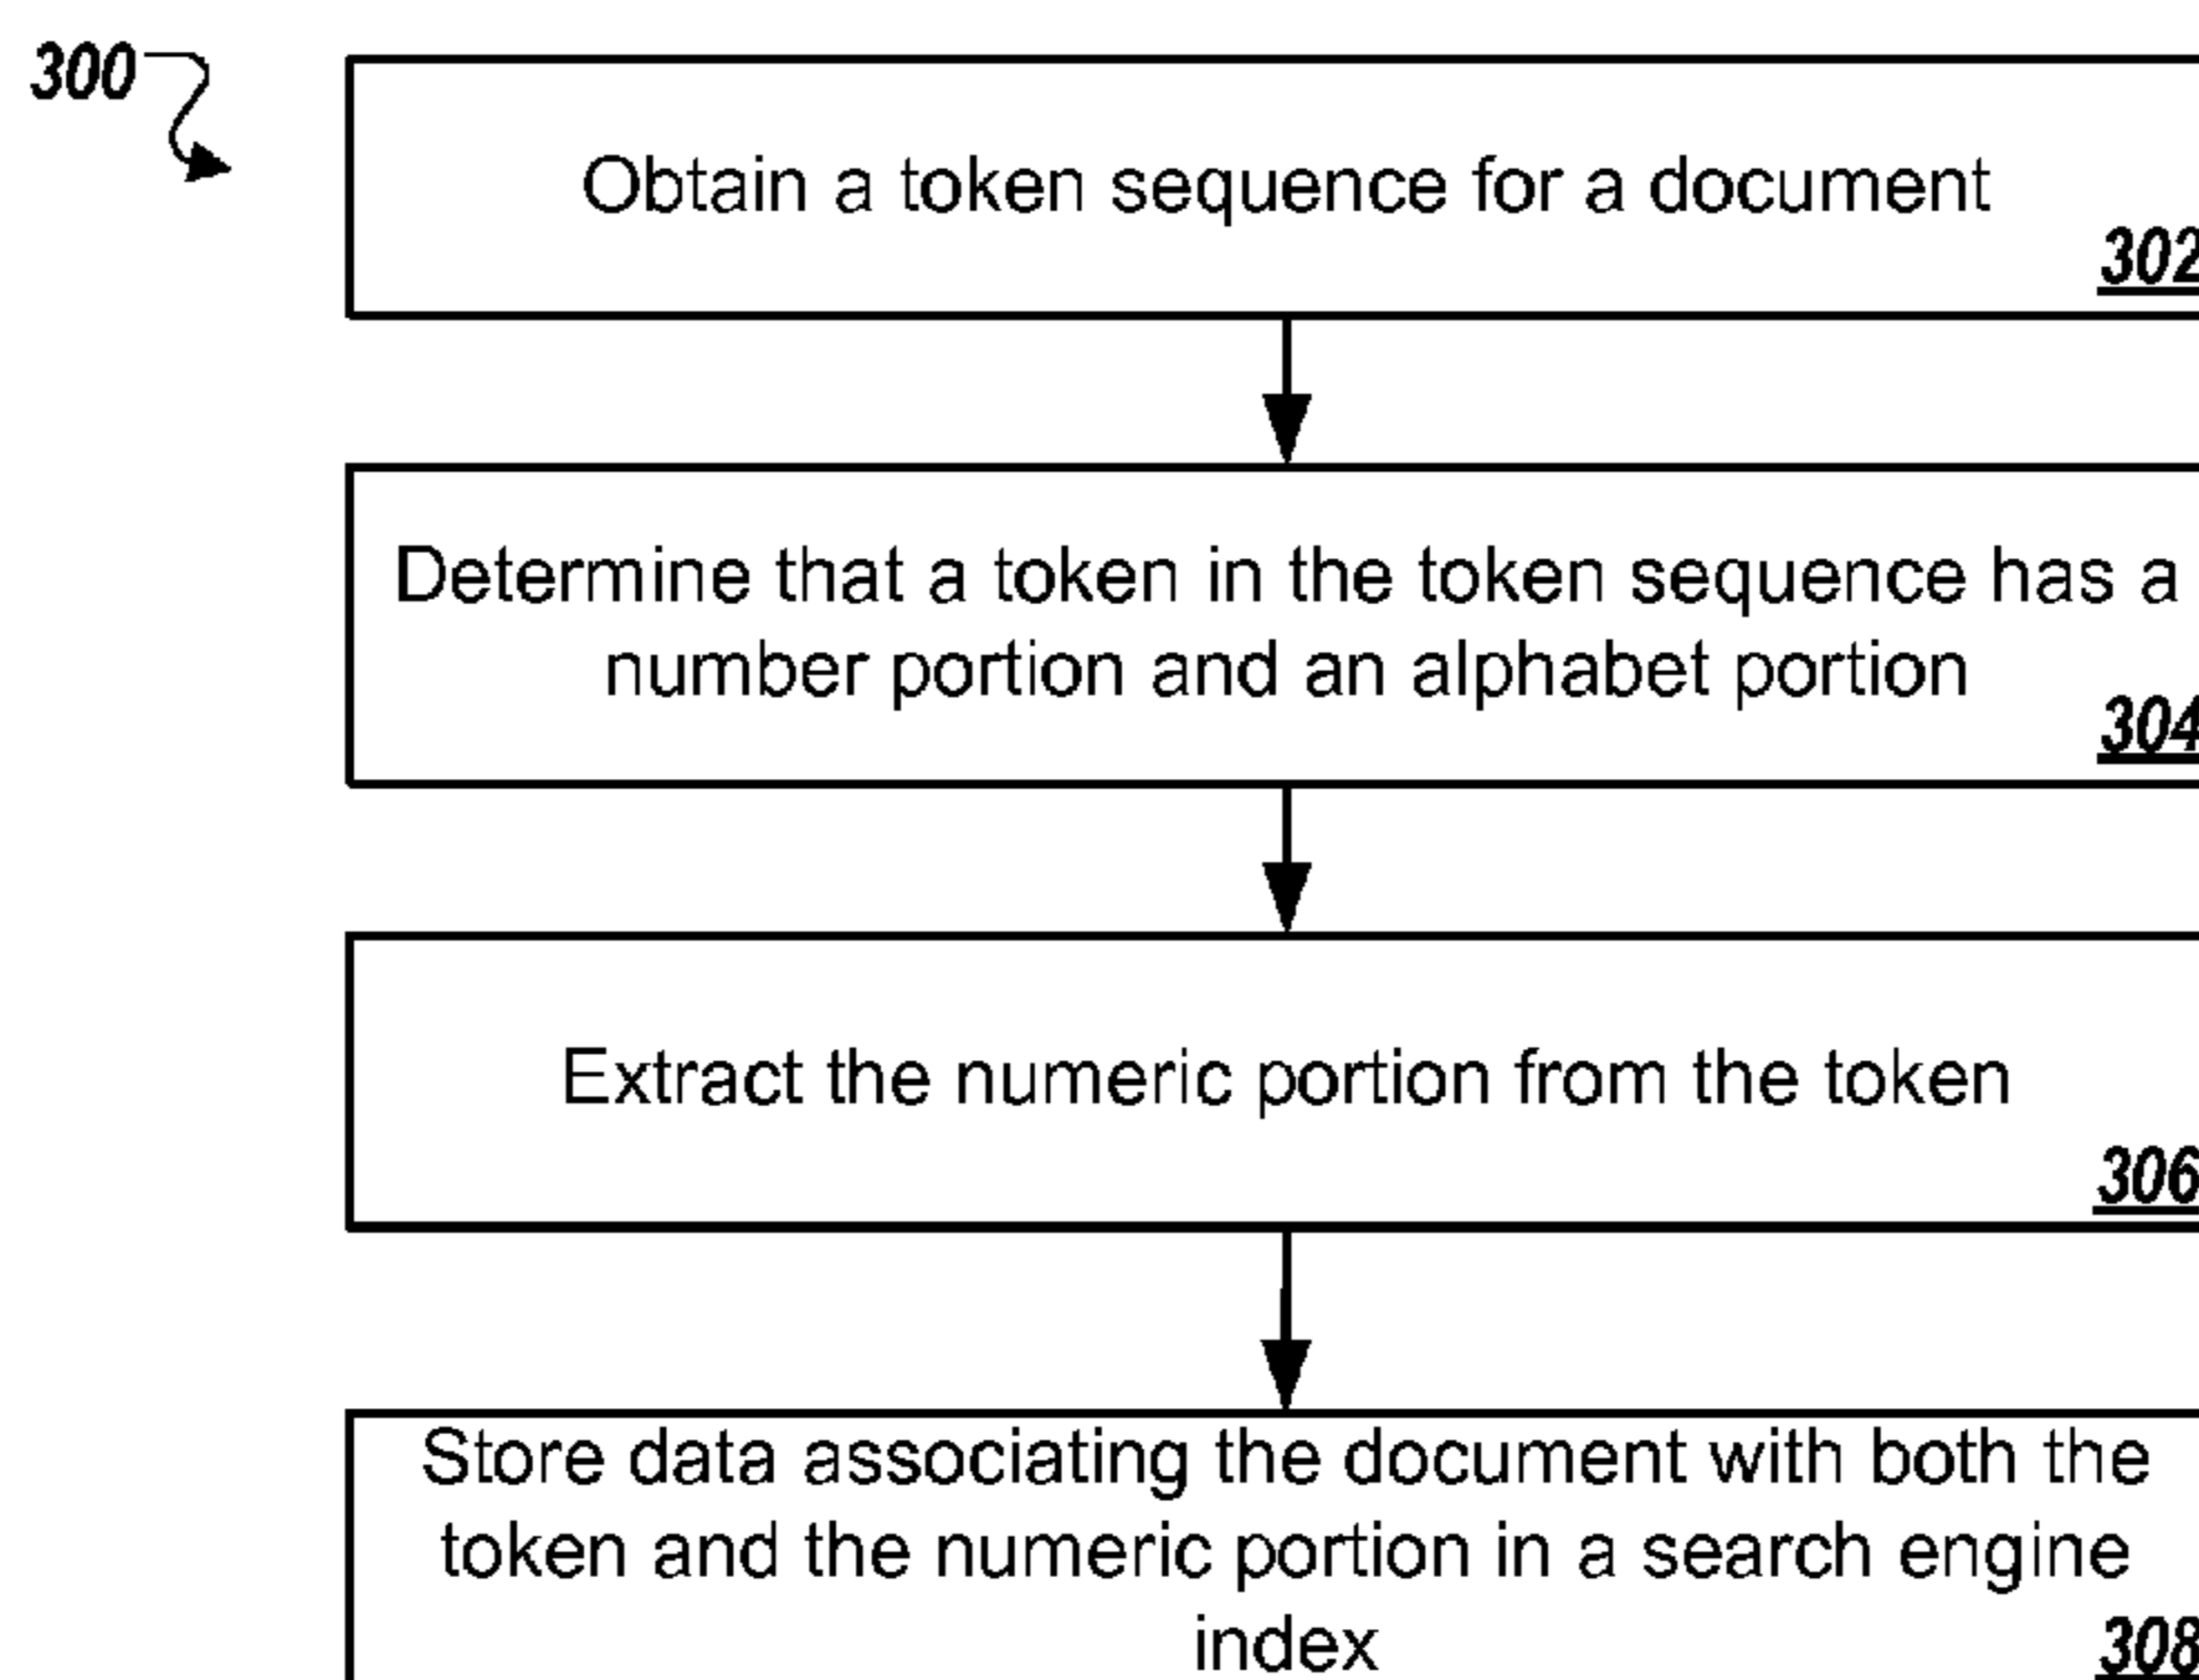 300
Obtain a token sequence for a document
302
Determine that a token in the token sequence has a
number portion and an alphabet portion
304
Extract the numeric portion from the token
306
Store data associating the document with both the
token and the numeric portion in a search engine
index
308